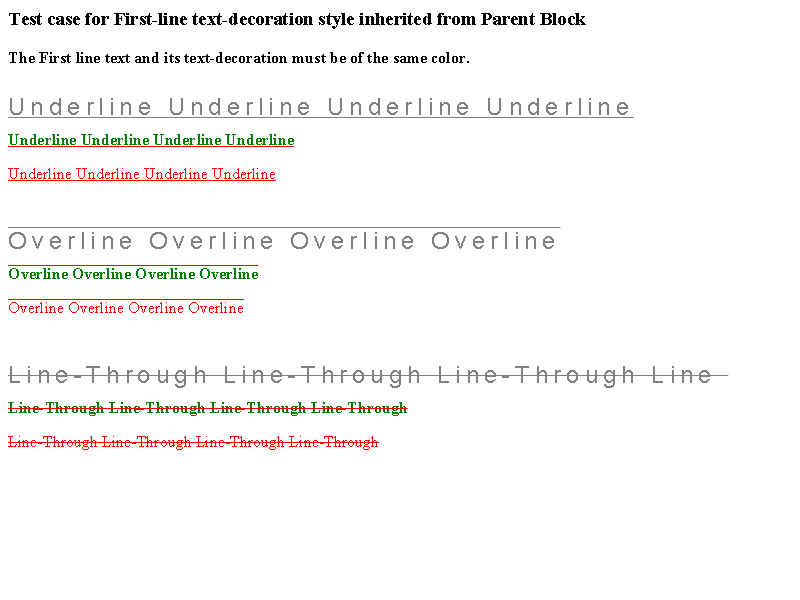 Test case for First-line text-decoration style inherited from Parent Block
The First line text and its text-decoration must be of the same color.
Underline Underline Underline Underline
Underline Underline Underline Underline
Underline Underline Underline Underline
Overline Overline Overline Overline
Overline Overline Overline Overline
Overline Overline Overline Overline
Line-Through Line-Through Line-Through Line
Line-Through Line-Through Line-Through Line-Through
Line-Through Line-Through Line-Through Line-Through